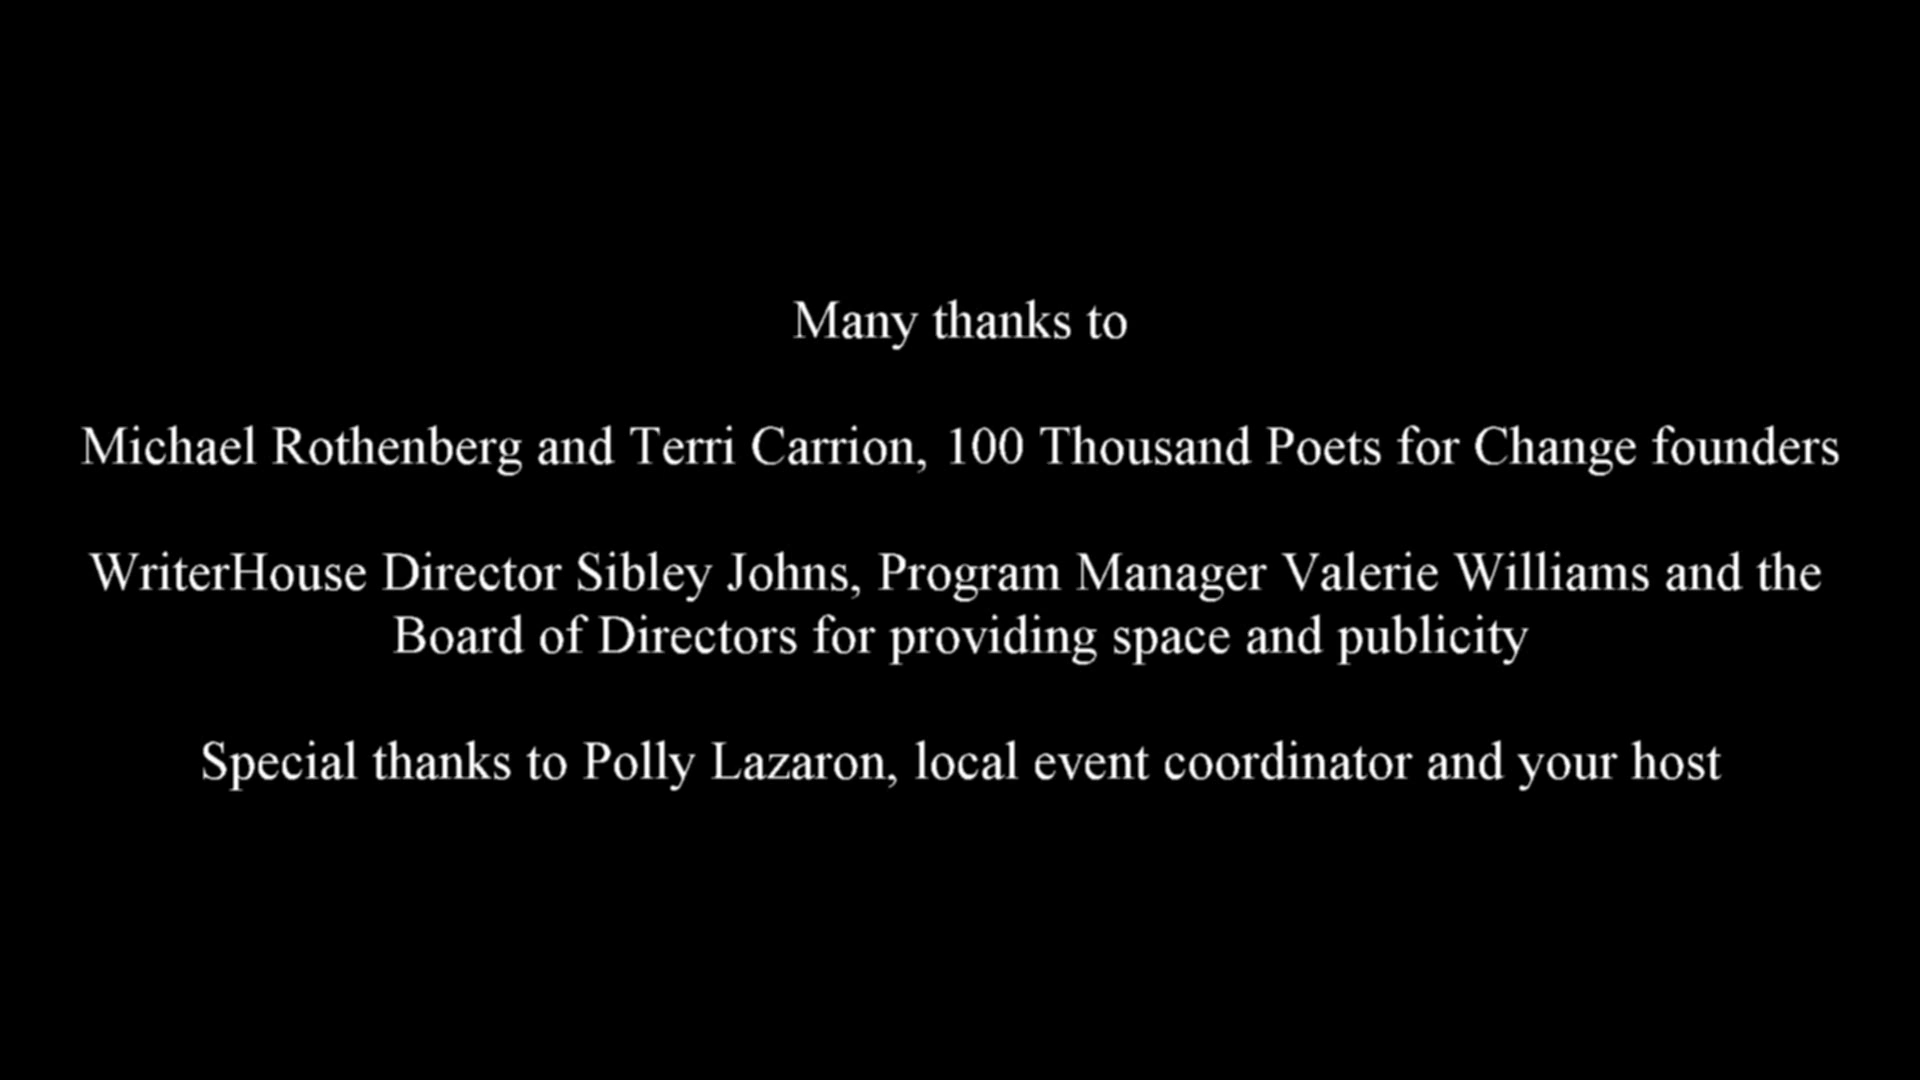 Many thanks to
Michael Rothenberg and Terri Carrion, 100 Thousand Poets for Change founders
WriterHouse Director Sibley Johns, Program Manager Valerie Williams and the
Board of Directors for providing space and publicity
Special thanks to Polly Lazaron, local event coordinator and your host